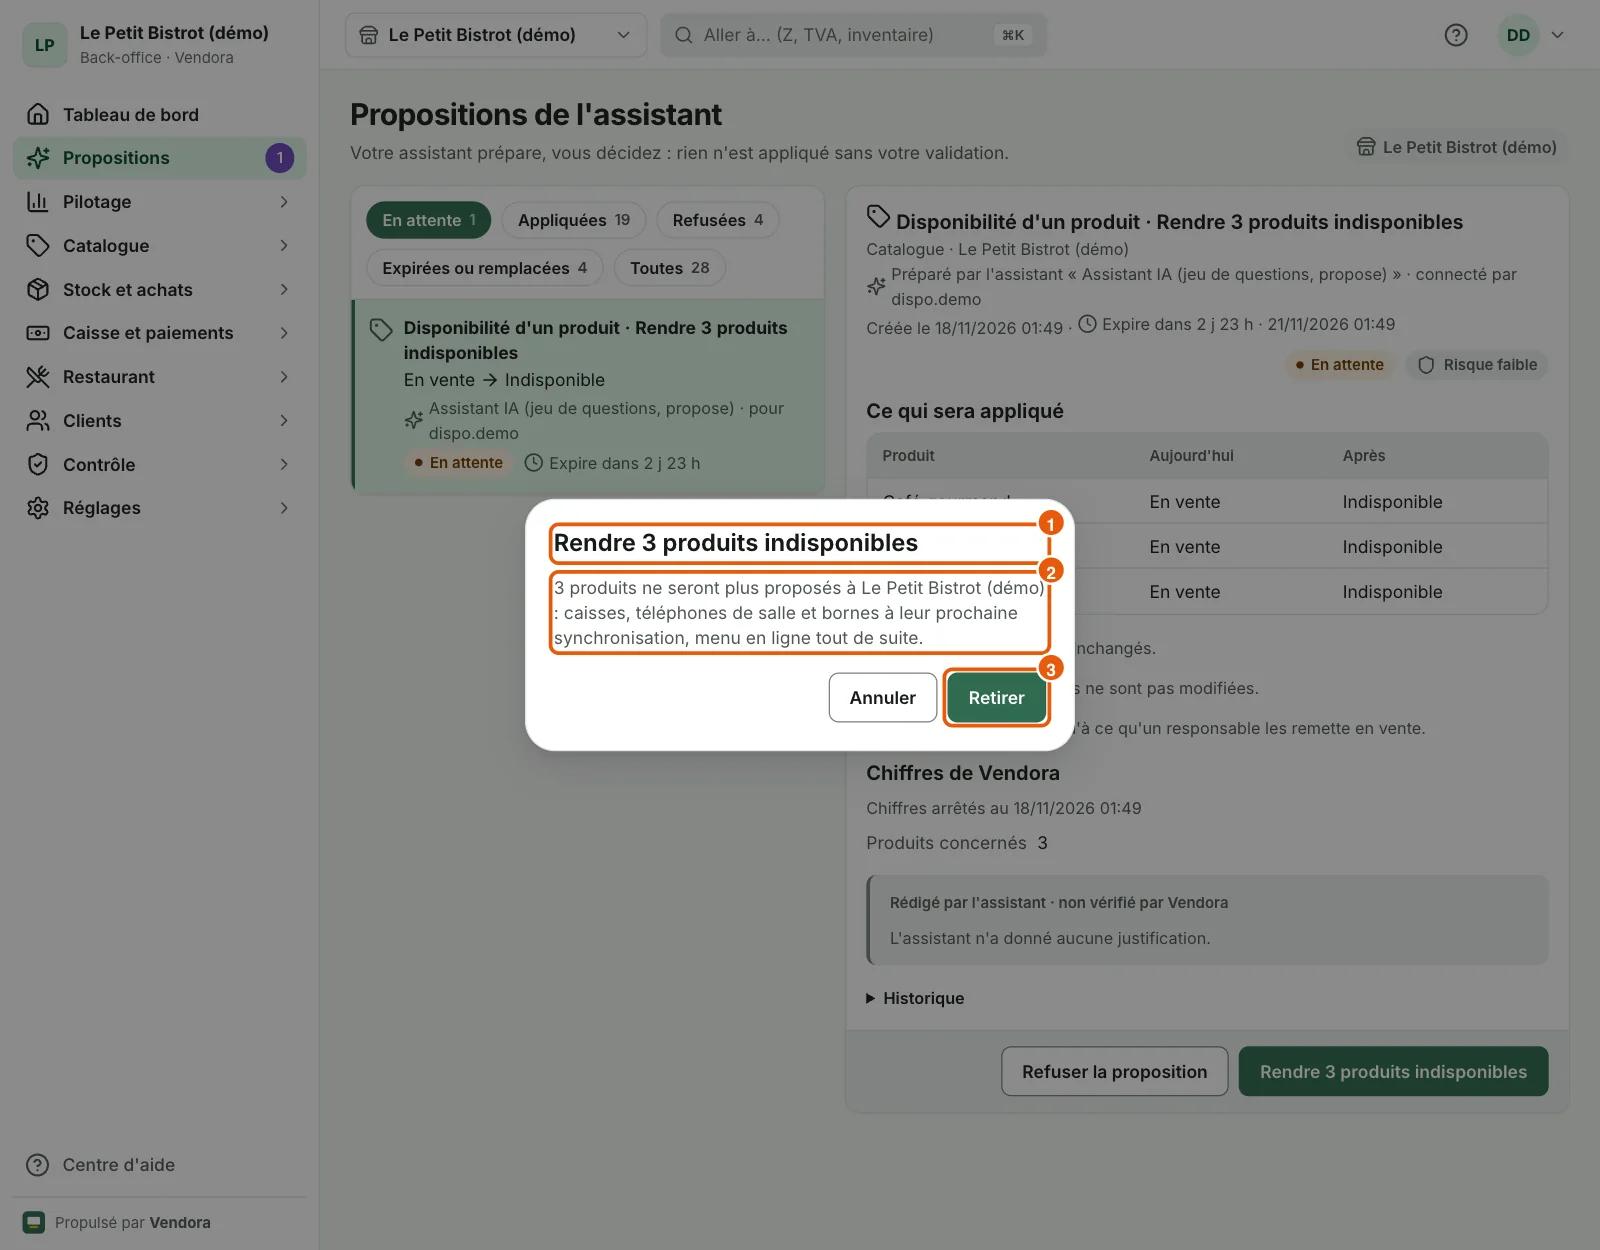 LP
Le Petit Bistrot (démo)
Back-office · Vendora
Le Petit Bistrot (démo)
Aller à... (Z, TVA, inventaire)
⌘K
DD
Tableau de bord
Propositions
1
Pilotage
Catalogue
Stock et achats
Caisse et paiements
Restaurant
Clients
Contrôle
Réglages
Centre d'aide
Propulsé par Vendora
Propositions de l'assistant
Votre assistant prépare, vous décidez : rien n'est appliqué sans votre validation.
Le Petit Bistrot (démo)
En attente 1
Appliquées 19
Refusées 4
Expirées ou remplacées 4
Toutes 28
Disponibilité d'un produit · Rendre 3 produits
indisponibles
En vente → Indisponible
Assistant IA (jeu de questions, propose) · pour
dispo.demo
• En attente
Expire dans 2 j 23 h
Disponibilité d'un produit · Rendre 3 produits indisponibles
Catalogue · Le Petit Bistrot (démo)
Préparé par l'assistant « Assistant IA (jeu de questions, propose) » · connecté par
dispo.demo
Créée le 18/11/2026 01:49 · Expire dans 2 j 23 h · 21/11/2026 01:49
• En attente
Risque faible
Ce qui sera appliqué
Produit Aujourd'hui Après
En vente Indisponible
En vente Indisponible
En vente Indisponible
nchangés.
s ne sont pas modifiées.
'à ce qu'un responsable les remette en vente.
Chiffres de Vendora
Chiffres arrêtés au 18/11/2026 01:49
Produits concernés 3
Rédigé par l'assistant · non vérifié par Vendora
L'assistant n'a donné aucune justification.
Historique
Refuser la proposition
Rendre 3 produits indisponibles
1
Rendre 3 produits indisponibles
2
3 produits ne seront plus proposés à Le Petit Bistrot (démo)
: caisses, téléphones de salle et bornes à leur prochaine
synchronisation, menu en ligne tout de suite.
3
Annuler
Retirer